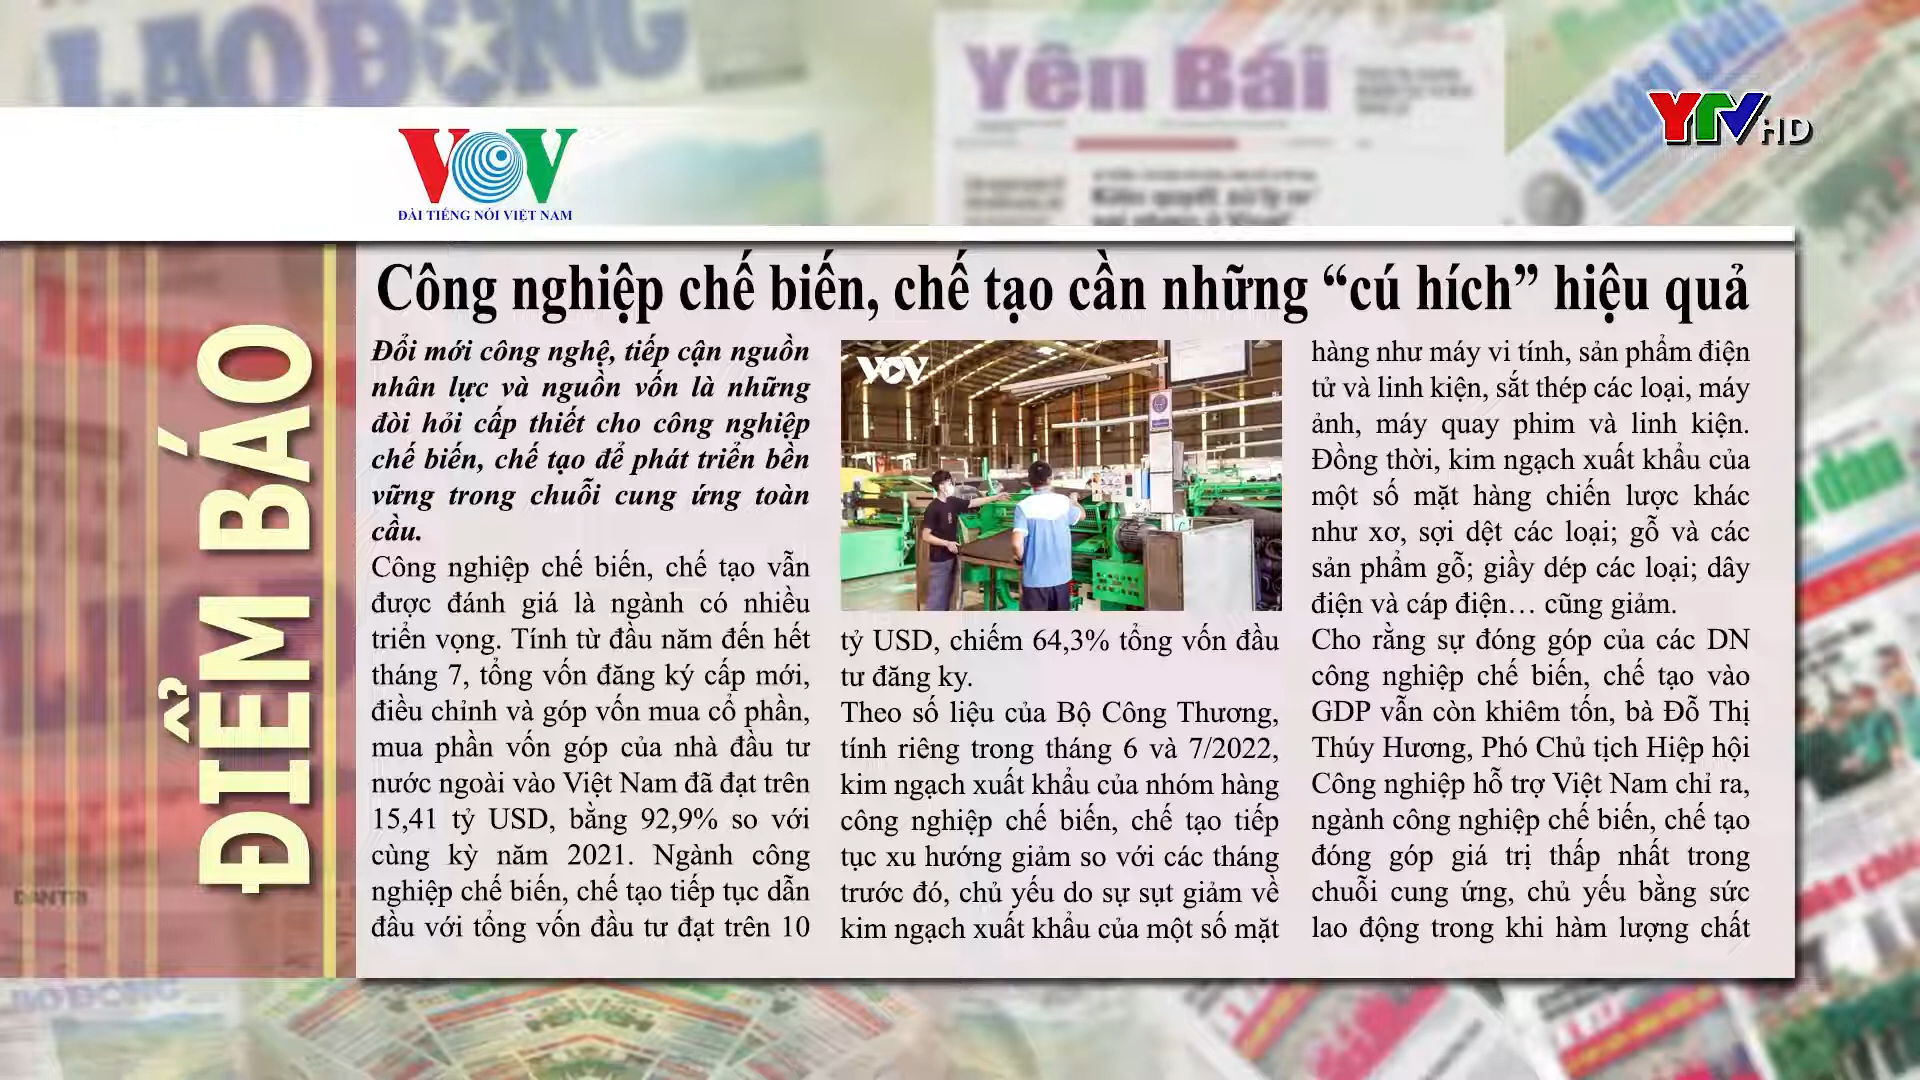 LAO ĐỘNG
Yên Bái
Nhân Dân
YTV HD
VOV
ĐÀI TIẾNG NÓI VIỆT NAM
ĐIỂM BÁO
Công nghiệp chế biến, chế tạo cần những “cú hích” hiệu quả
Đổi mới công nghệ, tiếp cận nguồn
nhân lực và nguồn vốn là những
đòi hỏi cấp thiết cho công nghiệp
chế biến, chế tạo để phát triển bền
vững trong chuỗi cung ứng toàn
cầu.
Công nghiệp chế biến, chế tạo vẫn
được đánh giá là ngành có nhiều
triển vọng. Tính từ đầu năm đến hết
tháng 7, tổng vốn đăng ký cấp mới,
điều chỉnh và góp vốn mua cổ phần,
mua phần vốn góp của nhà đầu tư
nước ngoài vào Việt Nam đã đạt trên
15,41 tỷ USD, bằng 92,9% so với
cùng kỳ năm 2021. Ngành công
nghiệp chế biến, chế tạo tiếp tục dẫn
đầu với tổng vốn đầu tư đạt trên 10
VOV
tỷ USD, chiếm 64,3% tổng vốn đầu
tư đăng ky.
Theo số liệu của Bộ Công Thương,
tính riêng trong tháng 6 và 7/2022,
kim ngạch xuất khẩu của nhóm hàng
công nghiệp chế biến, chế tạo tiếp
tục xu hướng giảm so với các tháng
trước đó, chủ yếu do sự sụt giảm về
kim ngạch xuất khẩu của một số mặt
hàng như máy vi tính, sản phẩm điện
tử và linh kiện, sắt thép các loại, máy
ảnh, máy quay phim và linh kiện.
Đồng thời, kim ngạch xuất khẩu của
một số mặt hàng chiến lược khác
như xơ, sợi dệt các loại; gỗ và các
sản phẩm gỗ; giầy dép các loại; dây
điện và cáp điện… cũng giảm.
Cho rằng sự đóng góp của các DN
công nghiệp chế biến, chế tạo vào
GDP vẫn còn khiêm tốn, bà Đỗ Thị
Thúy Hương, Phó Chủ tịch Hiệp hội
Công nghiệp hỗ trợ Việt Nam chỉ ra,
ngành công nghiệp chế biến, chế tạo
đóng góp giá trị thấp nhất trong
chuỗi cung ứng, chủ yếu bằng sức
lao động trong khi hàm lượng chất
DANTRI
LAO ĐỘNG